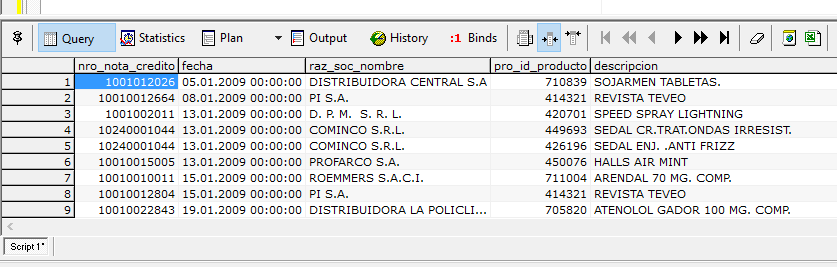 Query Statistics Plan Output History :1 Binds
nro_nota_credito fecha raz_soc_nombre pro_id_producto descripcion
1 1001012026 05.01.2009 00:00:00 DISTRIBUIDORA CENTRAL S.A 710839 SOJARMEN TABLETAS.
2 10010012664 08.01.2009 00:00:00 PI S.A. 414321 REVISTA TEVEO
3 1001002011 13.01.2009 00:00:00 D. P. M. S. R. L. 420701 SPEED SPRAY LIGHTNING
4 10240001044 13.01.2009 00:00:00 COMINCO S.R.L. 449693 SEDAL CR.TRAT.ONDAS IRRESIST.
5 10240001044 13.01.2009 00:00:00 COMINCO S.R.L. 426196 SEDAL ENJ. .ANTI FRIZZ
6 10010015005 13.01.2009 00:00:00 PROFARCO S.A. 450076 HALLS AIR MINT
7 10010010011 15.01.2009 00:00:00 ROEMMERS S.A.C.I. 711004 ARENDAL 70 MG. COMP.
8 10010012804 15.01.2009 00:00:00 PI S.A. 414321 REVISTA TEVEO
9 10010022843 19.01.2009 00:00:00 DISTRIBUIDORA LA POLICLI... 705820 ATENOLOL GADOR 100 MG. COMP.
Script 1*